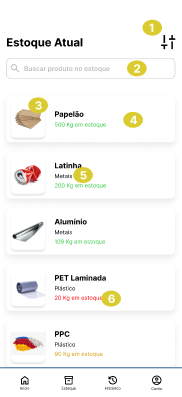 1
Estoque Atual
Buscar produto no estoque
2
3
Papelão
500 Kg em estoque
4
Latinha
Metais
5
200 Kg em estoque
Alumínio
Metais
109 Kg em estoque
PET Laminada
Plástico
20 Kg em estoque
6
PPC
Plástico
90 Kg em estoque
Início
Estoque
Histórico
Conta